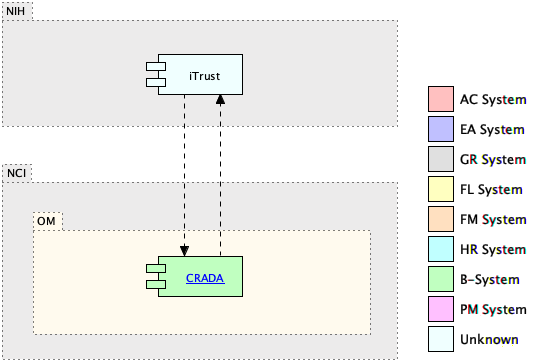 NIH
iTrust
NCI
OM
CRADA
AC System
EA System
GR System
FL System
FM System
HR System
B-System
PM System
Unknown